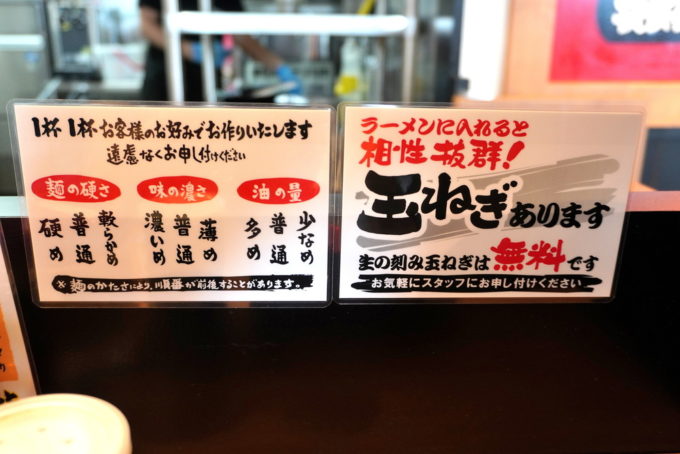 1杯1杯お客様のお好みでお作りいたします
遠慮なくお申し付けください
麺の硬さ
軟らかめ
普通
硬め
味の濃さ
薄め
普通
濃いめ
油の量
少なめ
普通
多め
※麺のかたさにより、順番が前後することがあります。
ラーメンに入れると
相性抜群!
玉ねぎあります
生の刻み玉ねぎは無料です
お気軽にスタッフにお申し付けください